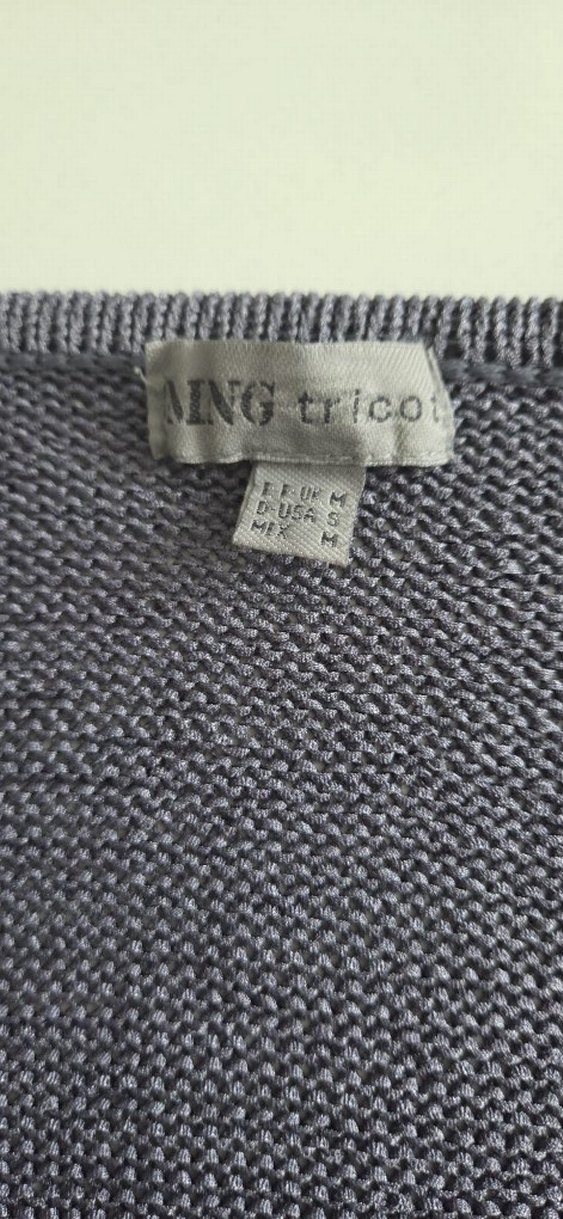 MNG tricot
E F-UK M
D-USA S
MEX M